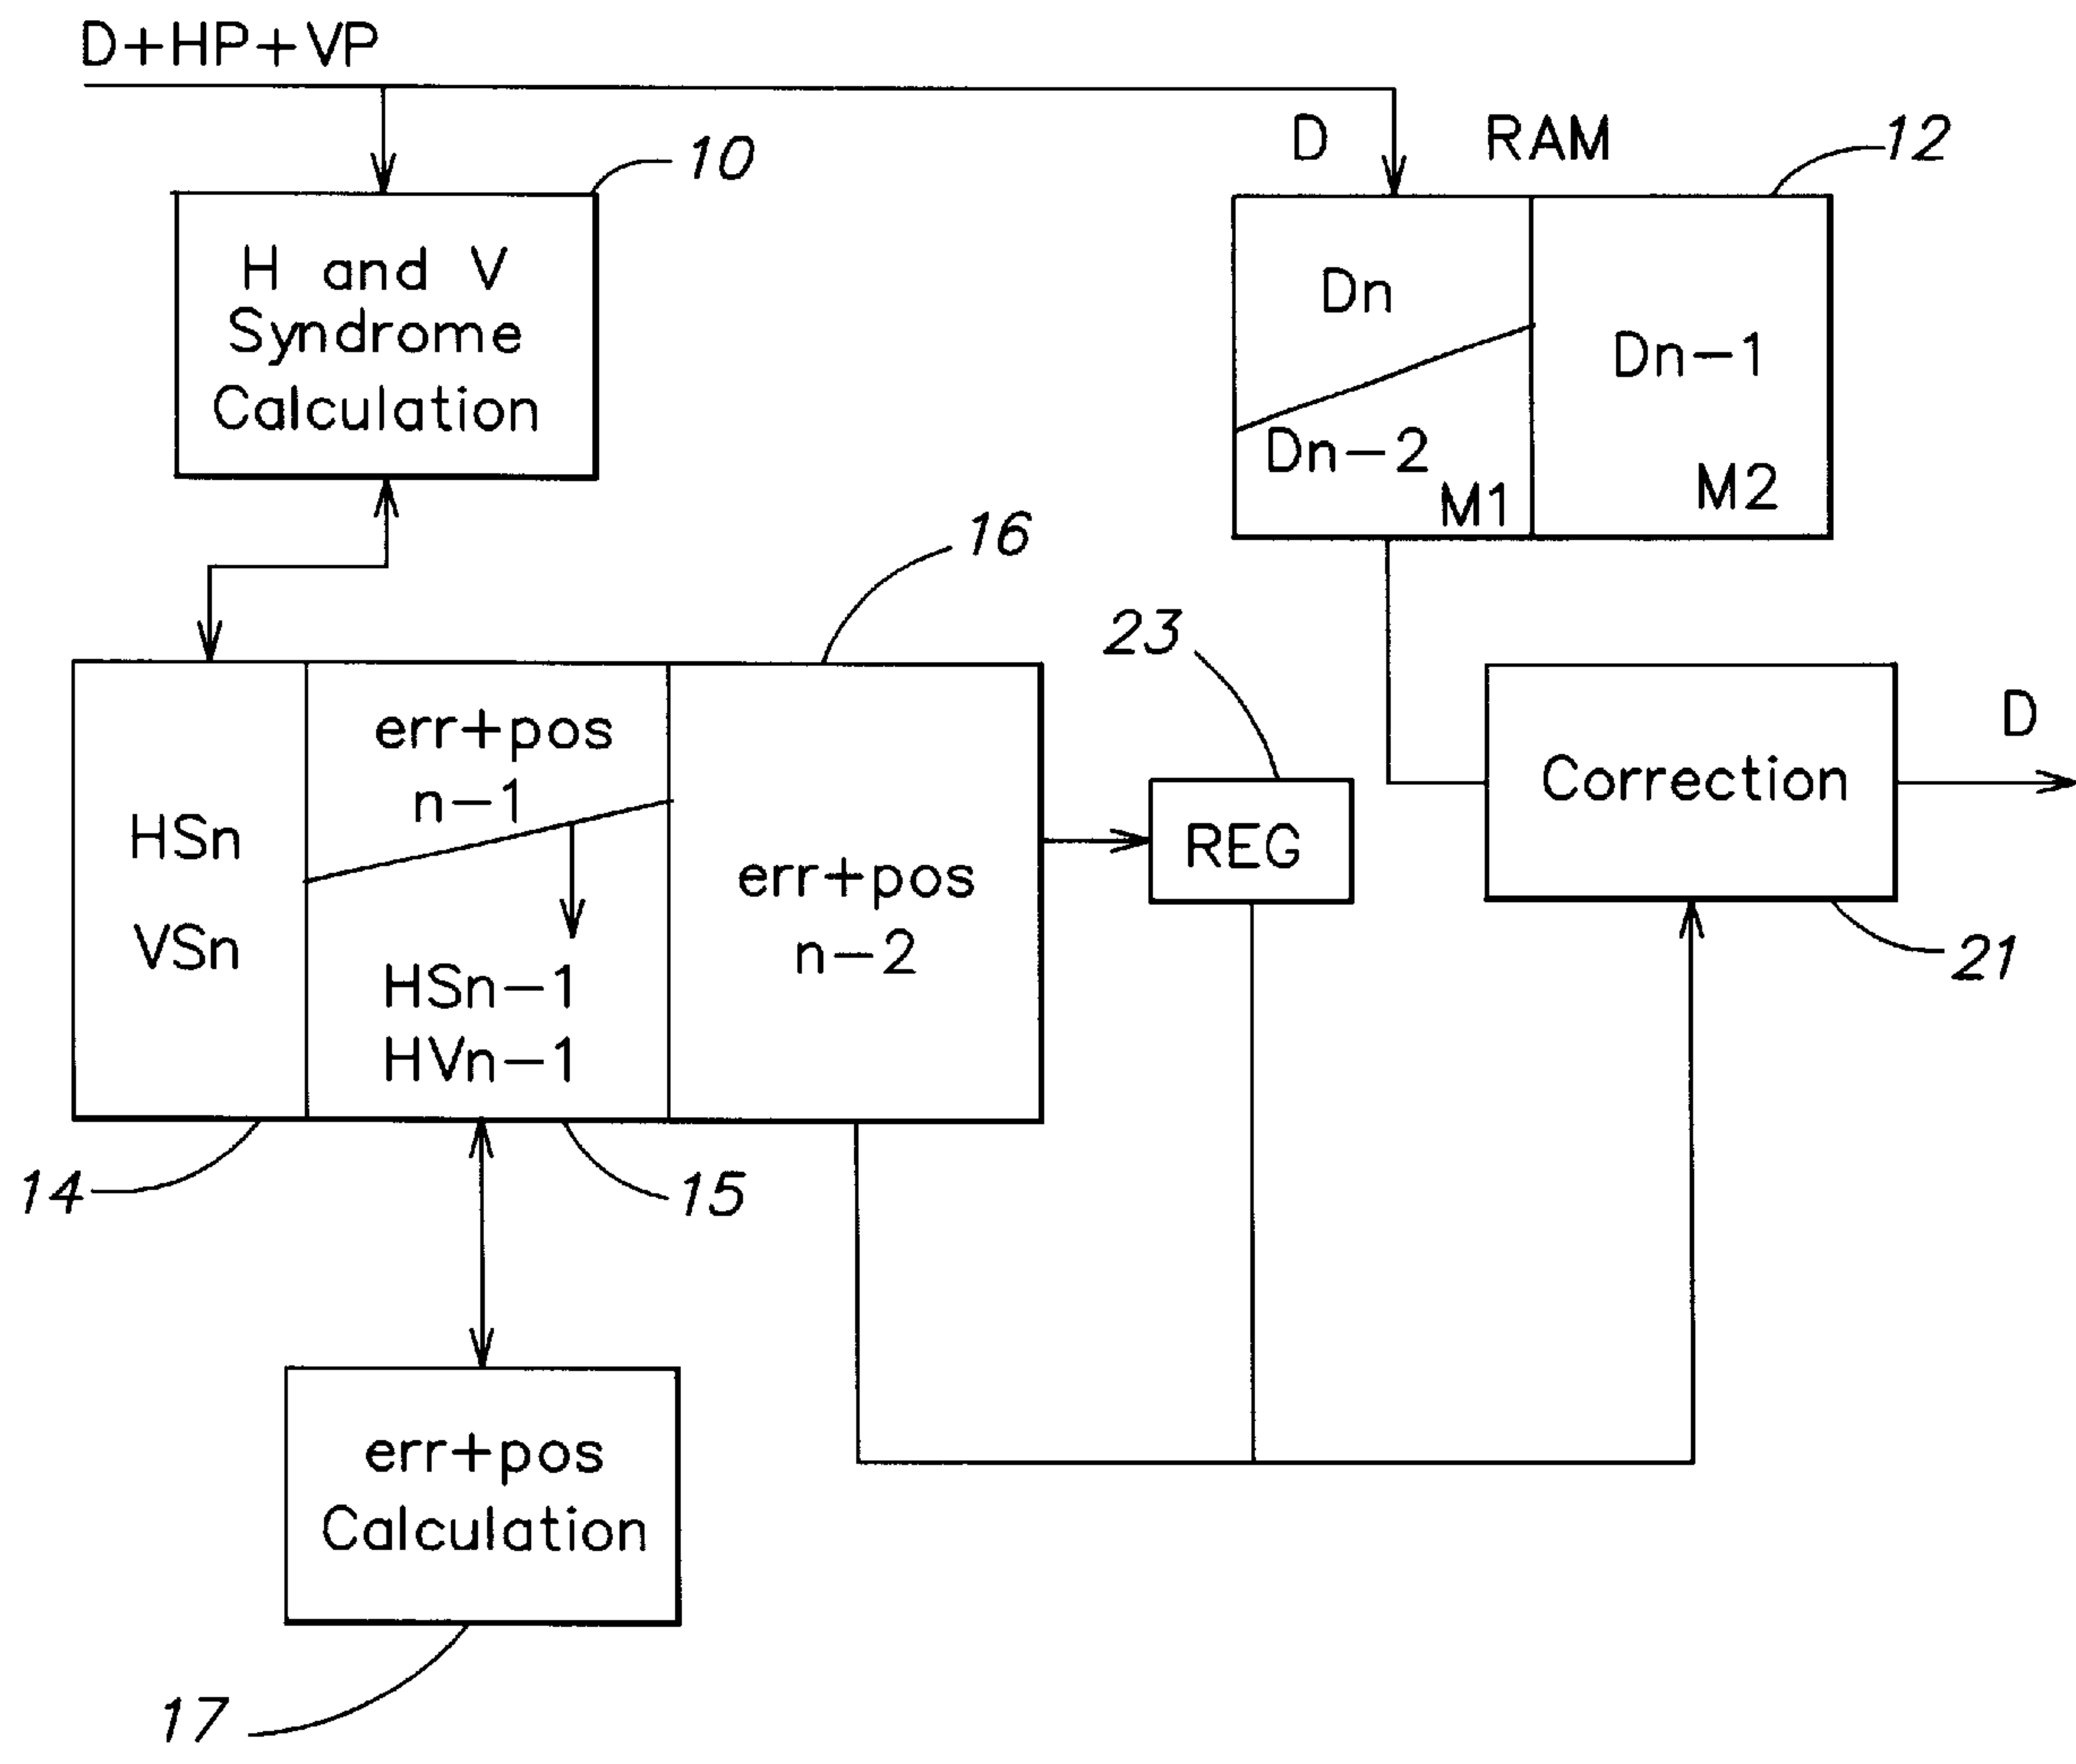 D+HP+VP
10
H and V
Syndrome
Calculation
D
RAM
12
Dn
Dn-1
Dn-2
M1
M2
16
23
err+pos
n-1
HSn
VSn
HSn-1
HVn-1
err+pos
n-2
REG
Correction
D
21
14
15
err+pos
Calculation
17